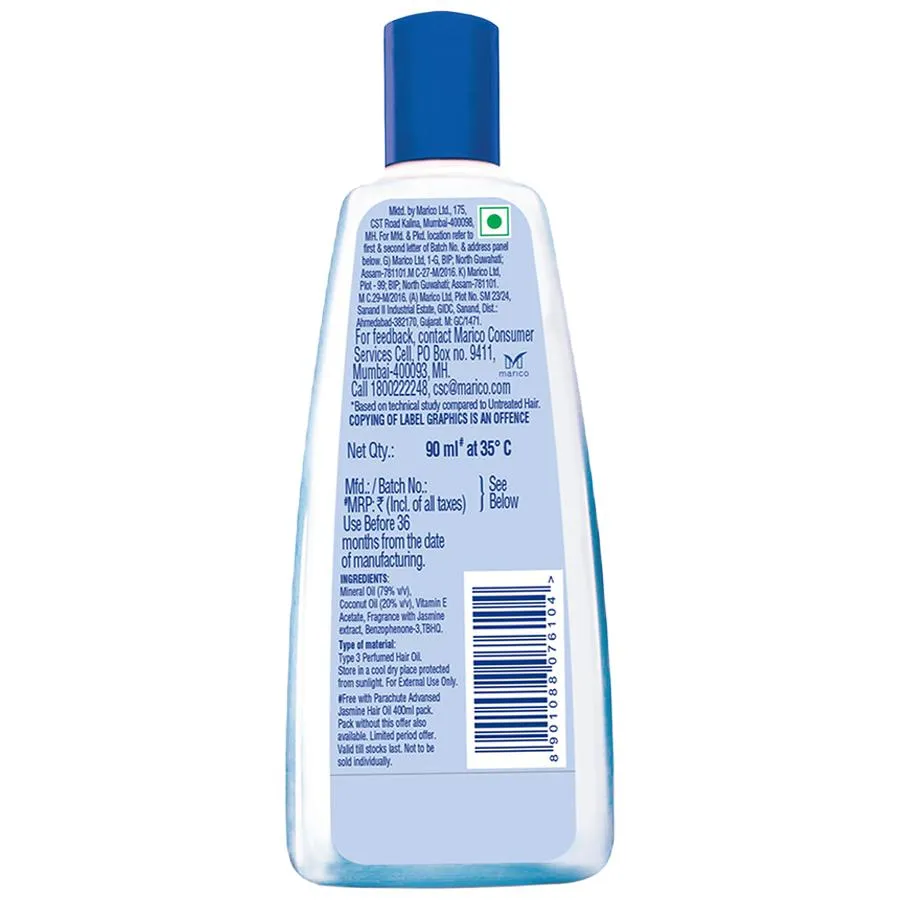 Mktd. by Marico Ltd., 175,
CST Road Kalina, Mumbai-400098,
MH. For Mfd. & Pkd. location refer to
first & second letter of Batch No. & address panel
below. G) Marico Ltd, 1-G, BIP; North Guwahati;
Assam-781101.M C-27-M/2016. K) Marico Ltd,
Plot - 99; BIP; North Guwahati; Assam-781101.
M C.29-M/2016. (A) Marico Ltd, Plot No. SM 23/24,
Sanand II Industrial Estate, GIDC, Sanand, Dist.:
Ahmedabad-382170, Gujarat. M: GC/1471.
For feedback, contact Marico Consumer
Services Cell, PO Box no. 9411,
Mumbai-400093, MH.
marico
Call 1800222248, csc@marico.com
*Based on technical study compared to Untreated Hair.
COPYING OF LABEL GRAPHICS IS AN OFFENCE
Net Qty.: 90 ml# at 35° C
Mfd.: / Batch No.:
#MRP: ₹ (Incl. of all taxes)
See
Below
Use Before 36
months from the date
of manufacturing.
INGREDIENTS:
Mineral Oil (79% v/v),
Coconut Oil (20% v/v), Vitamin E
Acetate, Fragrance with Jasmine
extract, Benzophenone-3,TBHQ.
Type of material:
Type 3 Perfumed Hair Oil.
Store in a cool dry place protected
from sunlight. For External Use Only.
#Free with Parachute Advansed
Jasmine Hair Oil 400ml pack.
Pack without this offer also
available. Limited period offer.
Valid till stocks last. Not to be
sold individually.
8 901088 076104 >